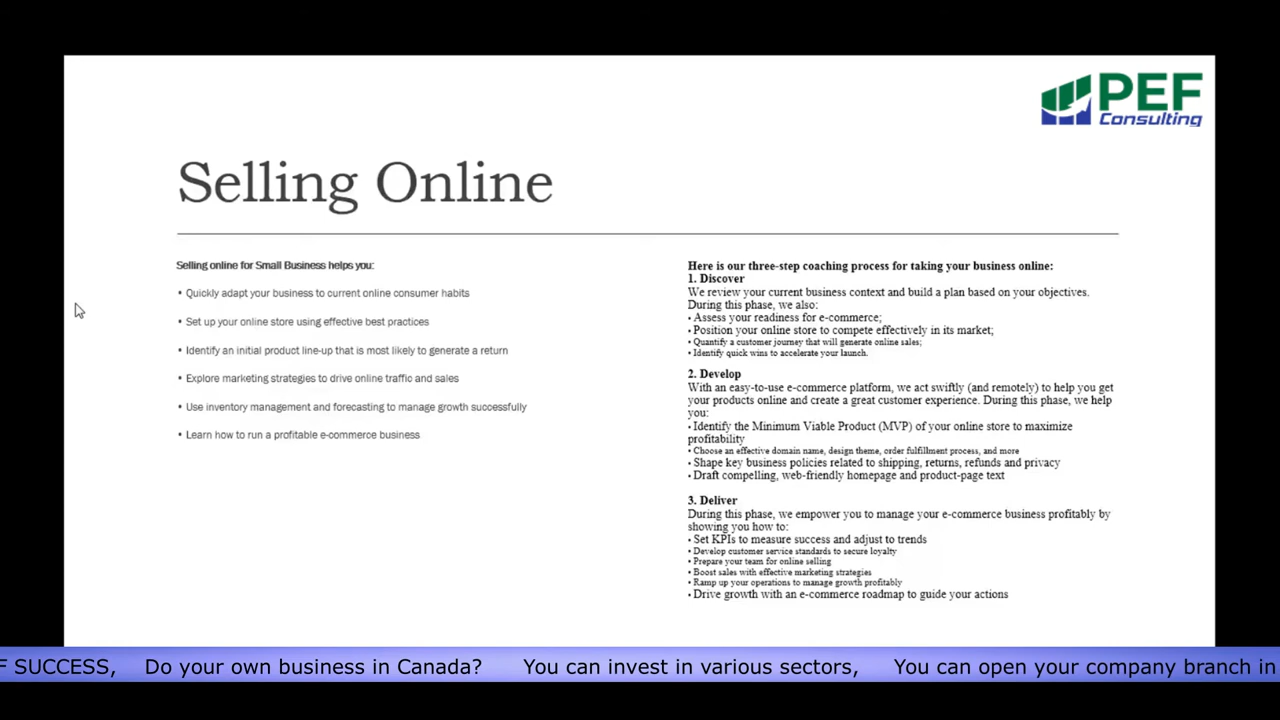 PEF
Consulting
Selling Online
Selling online for Small Business helps you:
• Quickly adapt your business to current online consumer habits
• Set up your online store using effective best practices
• Identify an initial product line-up that is most likely to generate a return
• Explore marketing strategies to drive online traffic and sales
• Use inventory management and forecasting to manage growth successfully
• Learn how to run a profitable e-commerce business
Here is our three-step coaching process for taking your business online:
1. Discover
We review your current business context and build a plan based on your objectives.
During this phase, we also:
• Assess your readiness for e-commerce;
• Position your online store to compete effectively in its market;
• Quantify a customer journey that will generate online sales;
• Identify quick wins to accelerate your launch.
2. Develop
With an easy-to-use e-commerce platform, we act swiftly (and remotely) to help you get
your products online and create a great customer experience. During this phase, we help
you:
• Identify the Minimum Viable Product (MVP) of your online store to maximize
profitability
• Choose an effective domain name, design theme, order fulfillment process, and more
• Shape key business policies related to shipping, returns, refunds and privacy
• Draft compelling, web-friendly homepage and product-page text
3. Deliver
During this phase, we empower you to manage your e-commerce business profitably by
showing you how to:
• Set KPIs to measure success and adjust to trends
• Develop customer service standards to secure loyalty
• Prepare your team for online selling
• Boost sales with effective marketing strategies
• Ramp up your operations to manage growth profitably
• Drive growth with an e-commerce roadmap to guide your actions
F SUCCESS, Do your own business in Canada? You can invest in various sectors, You can open your company branch in